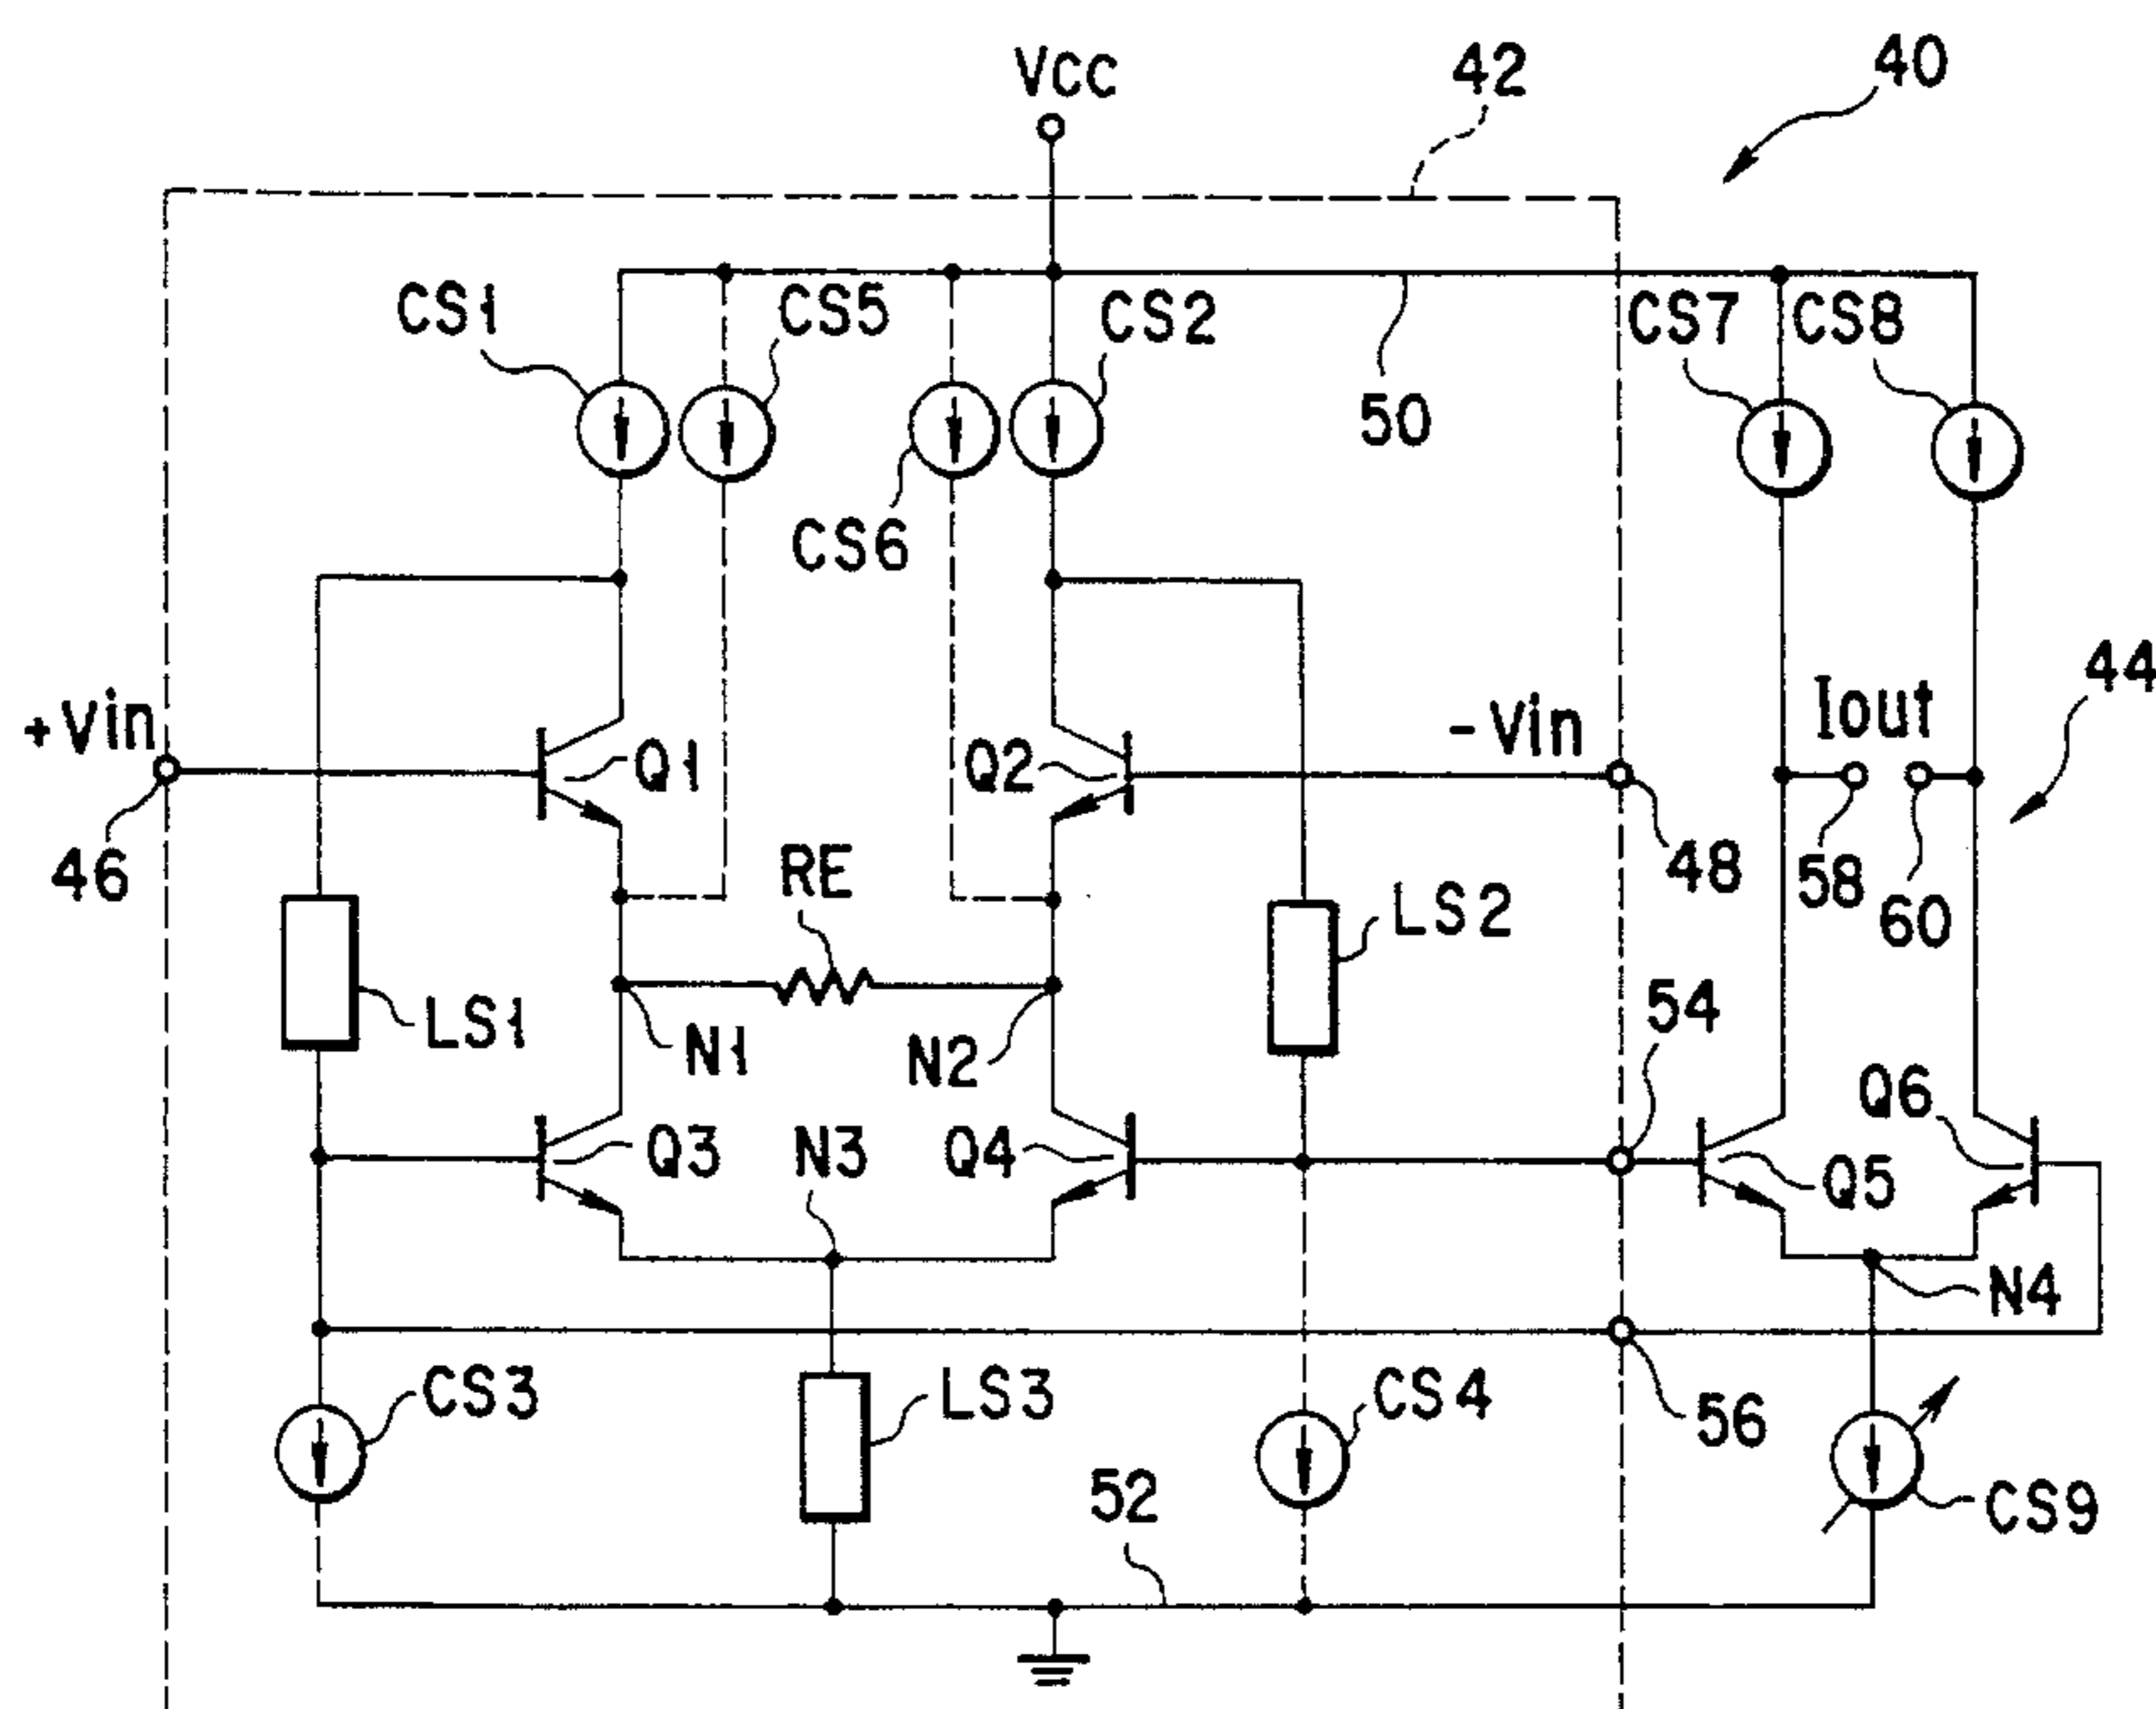 VCC
42
40
CS1
CS5
CS2
CS7
CS8
50
CS6
44
+Vin
Q1
Q2
-Vin
Iout
46
RE
48
58
60
LS1
LS2
N1
N2
54
Q3
N3
Q4
Q5
Q6
N4
CS3
LS3
CS4
56
52
CS9